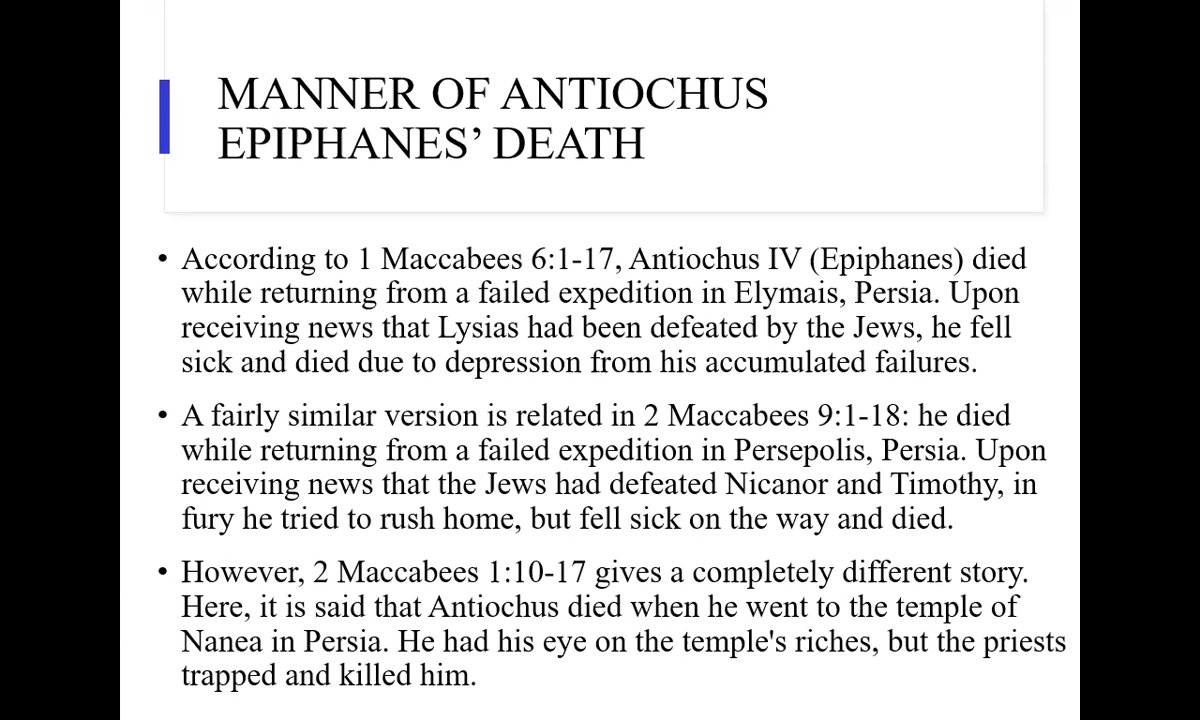 MANNER OF ANTIOCHUS
EPIPHANES’ DEATH
• According to 1 Maccabees 6:1-17, Antiochus IV (Epiphanes) died
while returning from a failed expedition in Elymais, Persia. Upon
receiving news that Lysias had been defeated by the Jews, he fell
sick and died due to depression from his accumulated failures.
• A fairly similar version is related in 2 Maccabees 9:1-18: he died
while returning from a failed expedition in Persepolis, Persia. Upon
receiving news that the Jews had defeated Nicanor and Timothy, in
fury he tried to rush home, but fell sick on the way and died.
• However, 2 Maccabees 1:10-17 gives a completely different story.
Here, it is said that Antiochus died when he went to the temple of
Nanea in Persia. He had his eye on the temple's riches, but the priests
trapped and killed him.